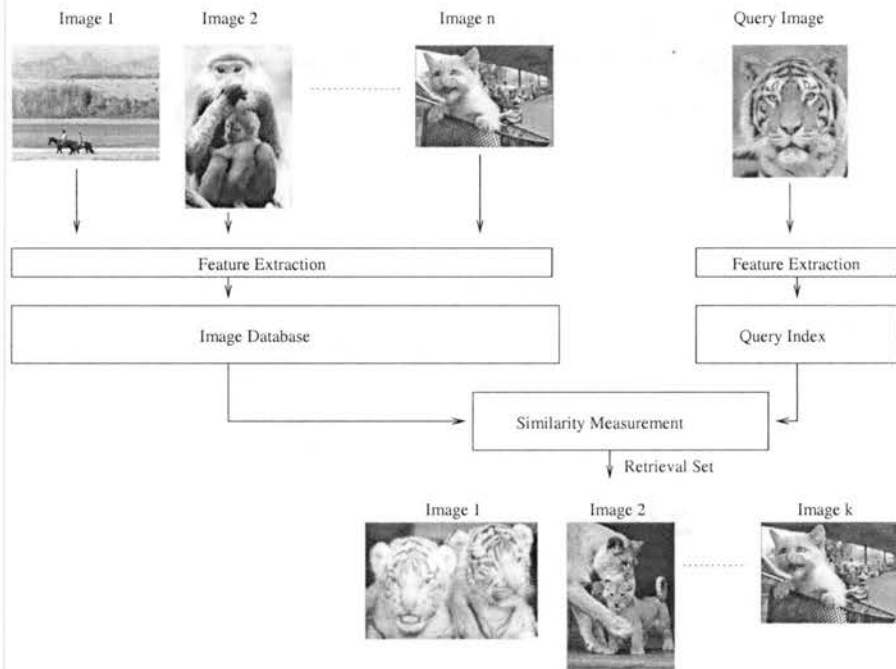 Image 1
Image 2
Image n
Query Image
Feature Extraction
Feature Extraction
Image Database
Query Index
Similarity Measurement
Retrieval Set
Image 1
Image 2
Image k